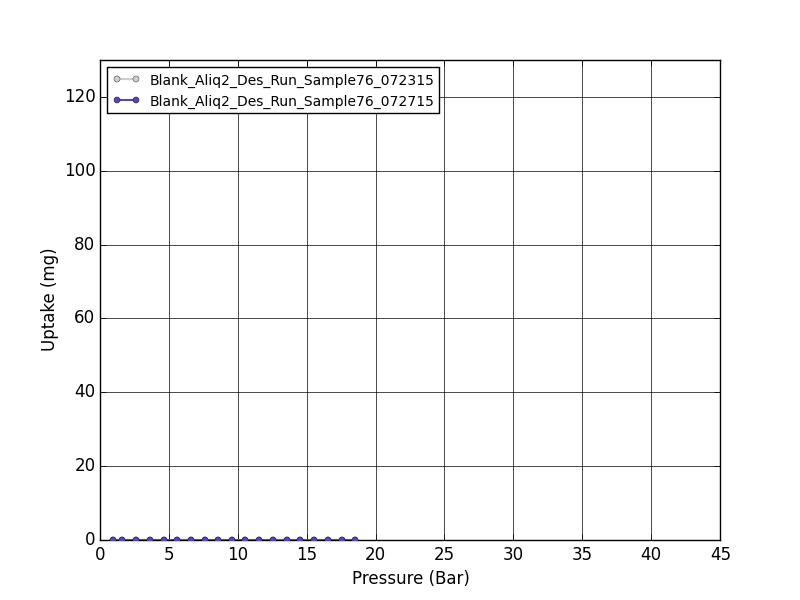 Blank_Aliq2_Des_Run_Sample76_072315
Blank_Aliq2_Des_Run_Sample76_072715
120
100
80
60
40
20
0
Uptake (mg)
0 5 10 15 20 25 30 35 40 45
Pressure (Bar)